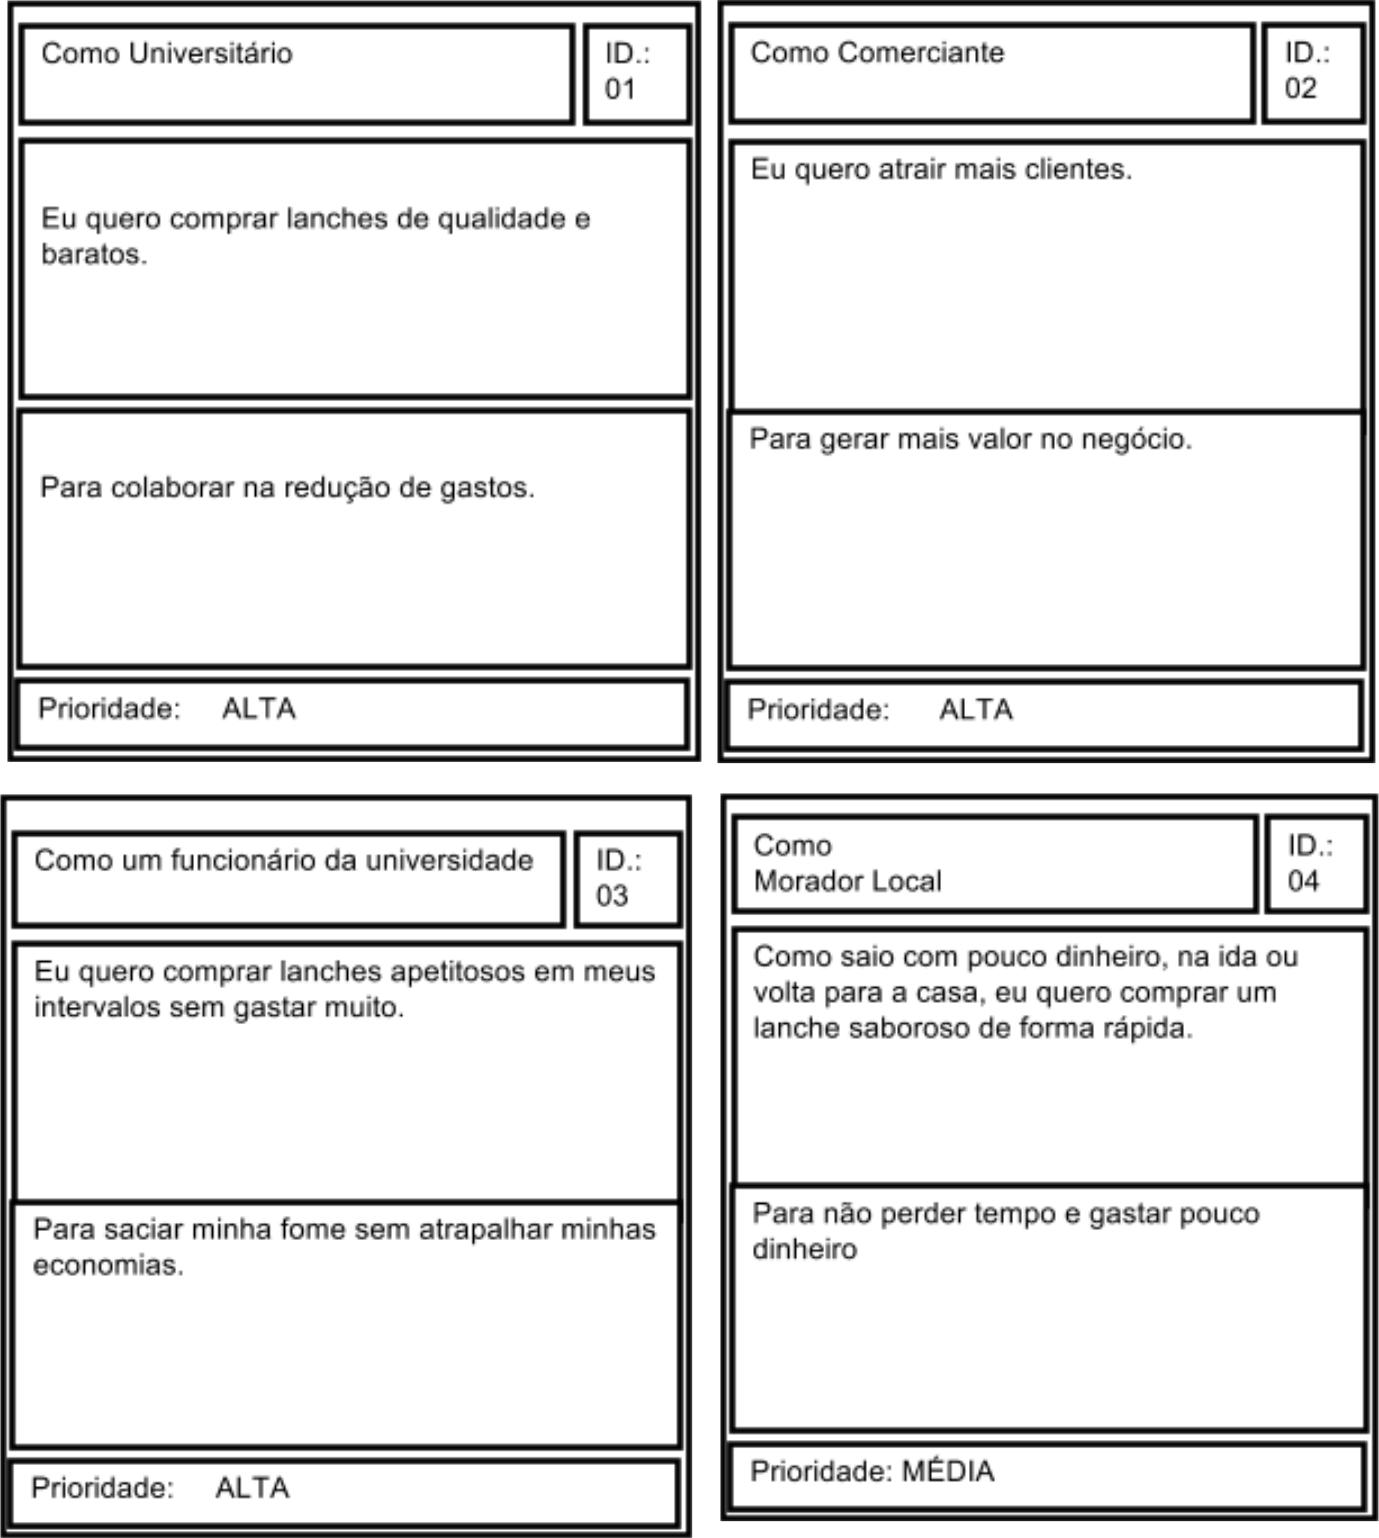 Como Universitário
ID.:
01
Eu quero comprar lanches de qualidade e
baratos.
Para colaborar na redução de gastos.
Prioridade: ALTA
Como Comerciante
ID.:
02
Eu quero atrair mais clientes.
Para gerar mais valor no negócio.
Prioridade: ALTA
Como um funcionário da universidade
ID.:
03
Eu quero comprar lanches apetitosos em meus
intervalos sem gastar muito.
Para saciar minha fome sem atrapalhar minhas
economias.
Prioridade: ALTA
Como
Morador Local
ID.:
04
Como saio com pouco dinheiro, na ida ou
volta para a casa, eu quero comprar um
lanche saboroso de forma rápida.
Para não perder tempo e gastar pouco
dinheiro
Prioridade: MÉDIA